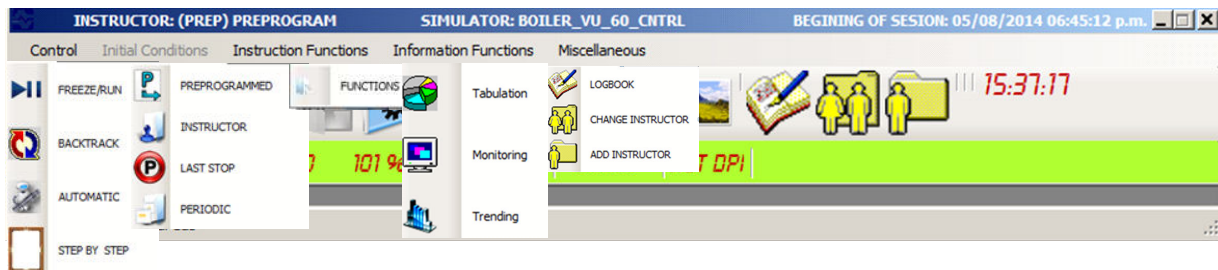 INSTRUCTOR: (PREP) PREPROGRAM SIMULATOR: BOILER_VU_60_CNTRL BEGINING OF SESION: 05/08/2014 06:45:12 p.m.
Control Initial Conditions Instruction Functions Information Functions Miscellaneous
FREEZE/RUN
BACKTRACK
AUTOMATIC
STEP BY STEP
PREPROGRAMMED
INSTRUCTOR
LAST STOP
PERIODIC
FUNCTIONS
Tabulation
Monitoring
Trending
LOGBOOK
CHANGE INSTRUCTOR
ADD INSTRUCTOR
15:37:17
101 %
DPI